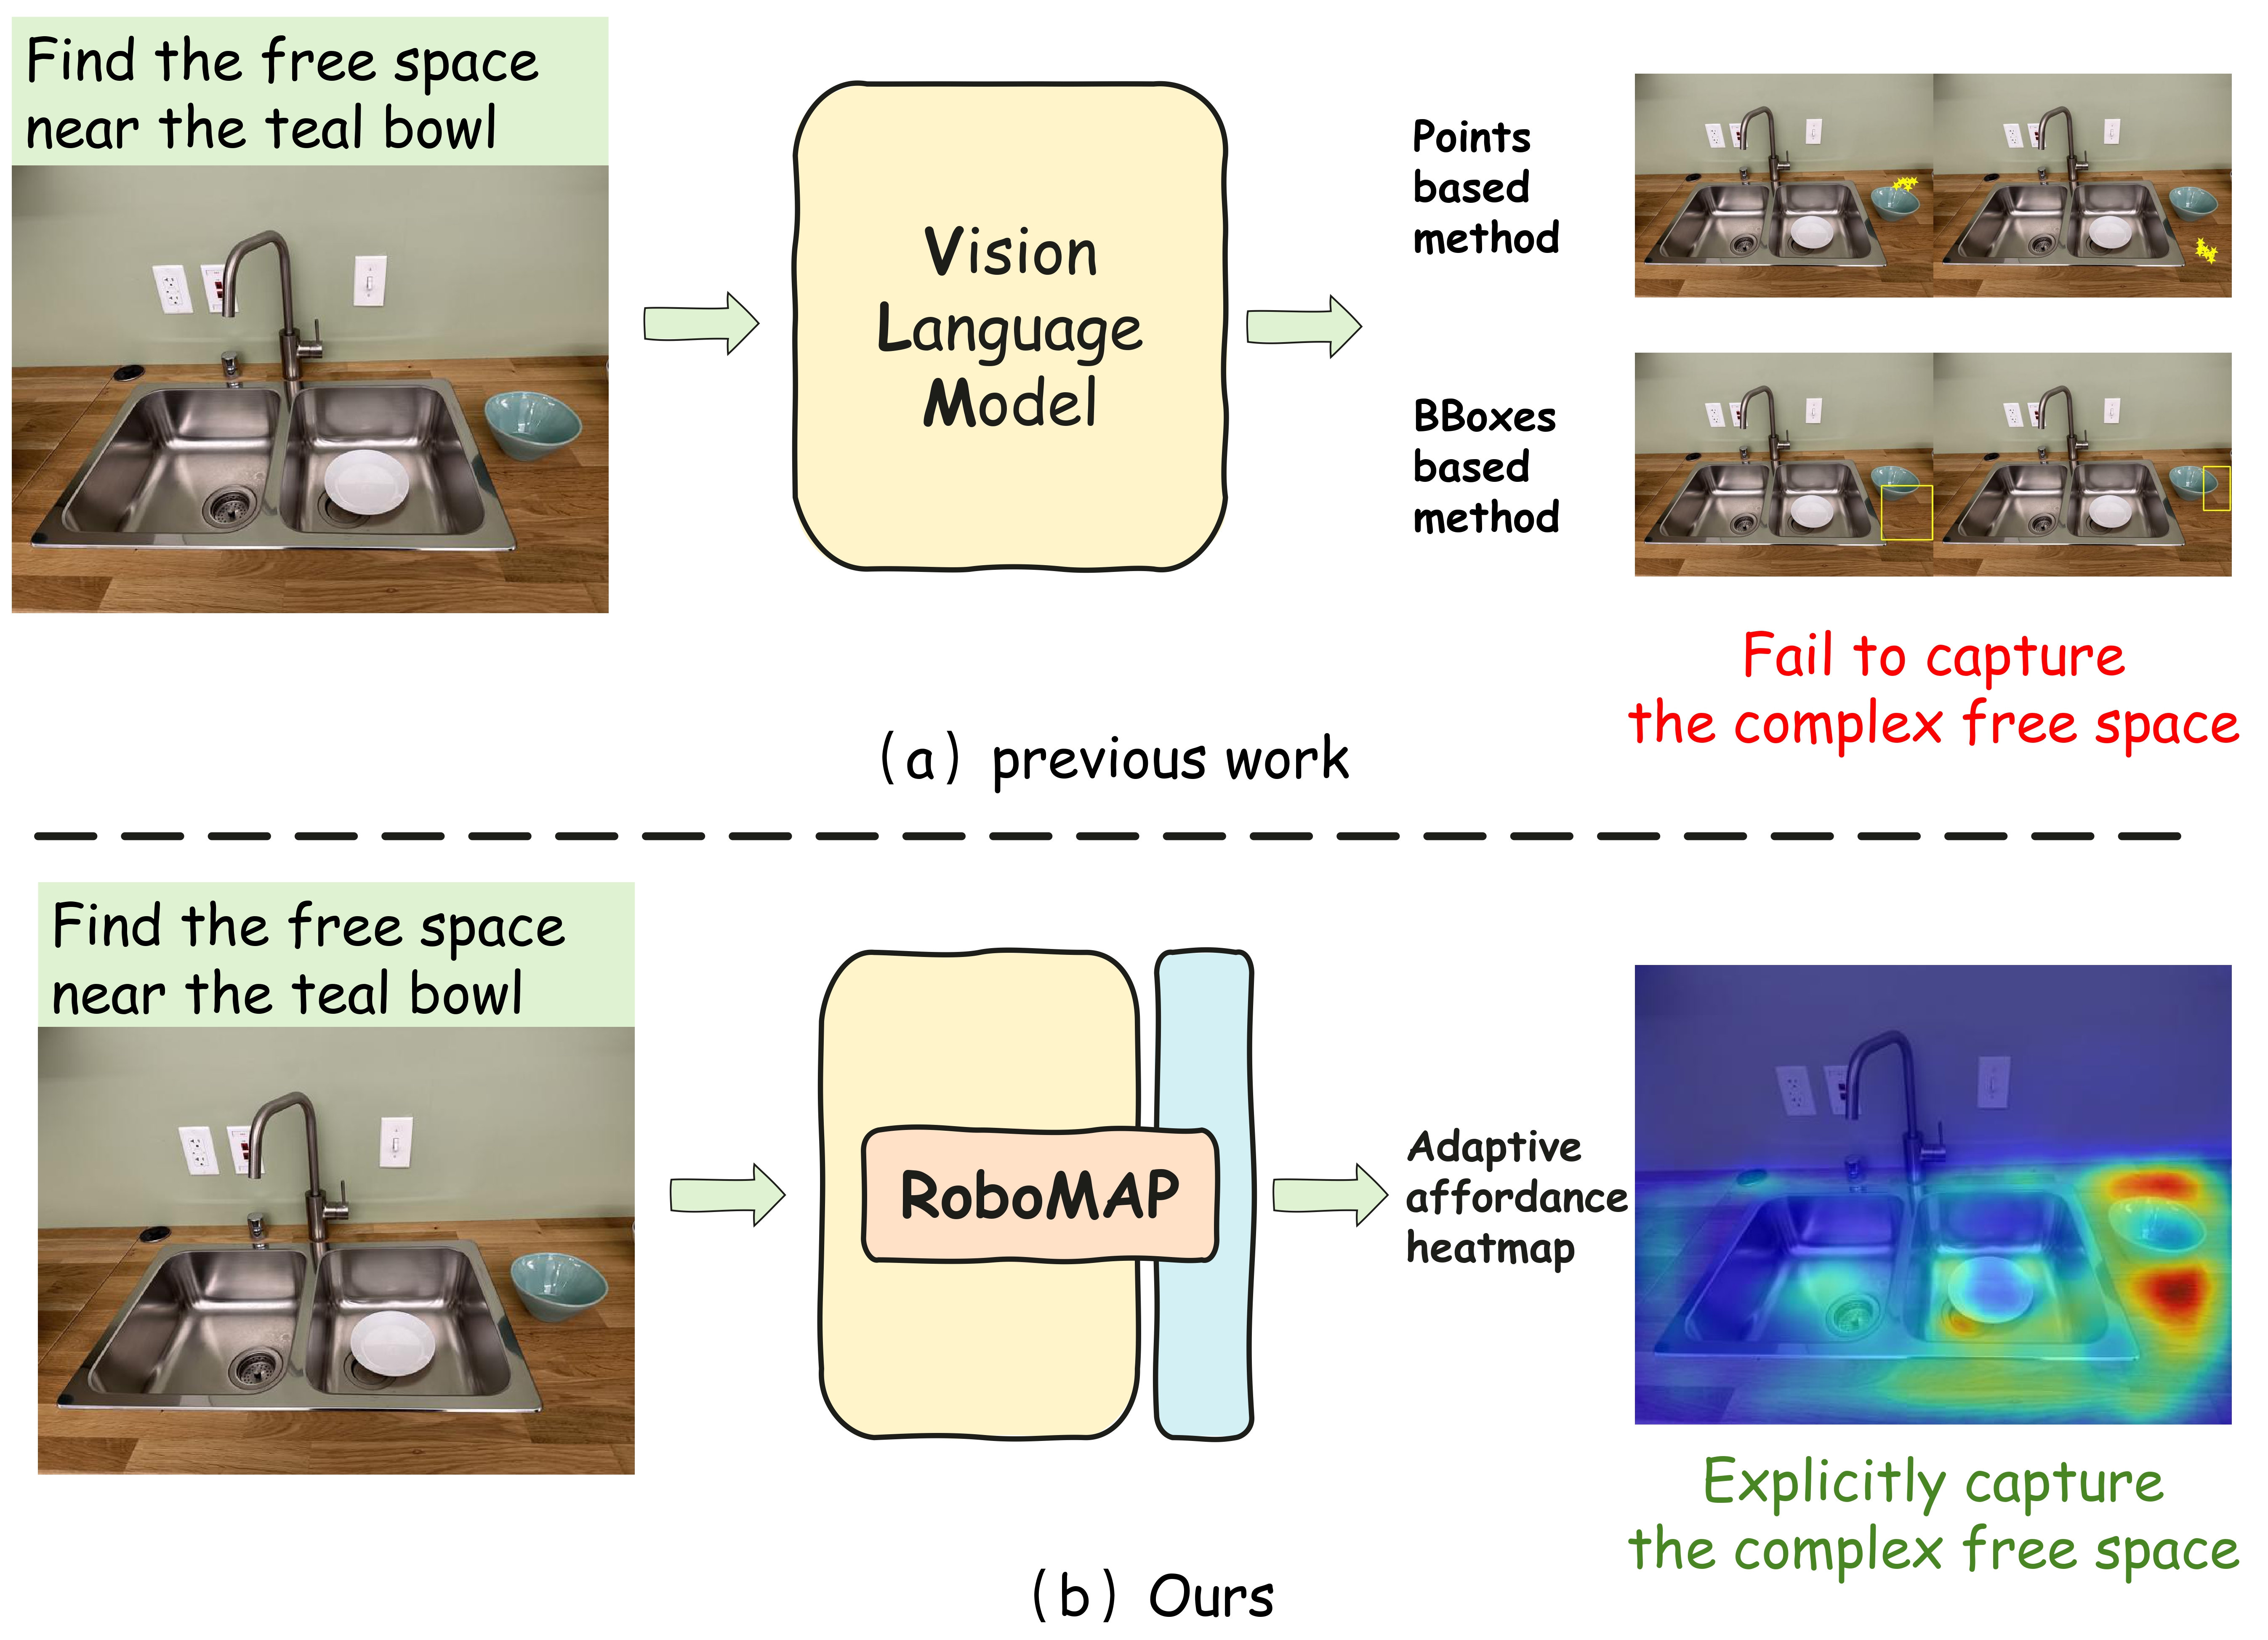 Find the free space
near the teal bowl
Vision
Language
Model
Points
based
method
BBoxes
based
method
Fail to capture
the complex free space
(a) previous work
Find the free space
near the teal bowl
RoboMAP
Adaptive
affordance
heatmap
Explicitly capture
the complex free space
(b) Ours